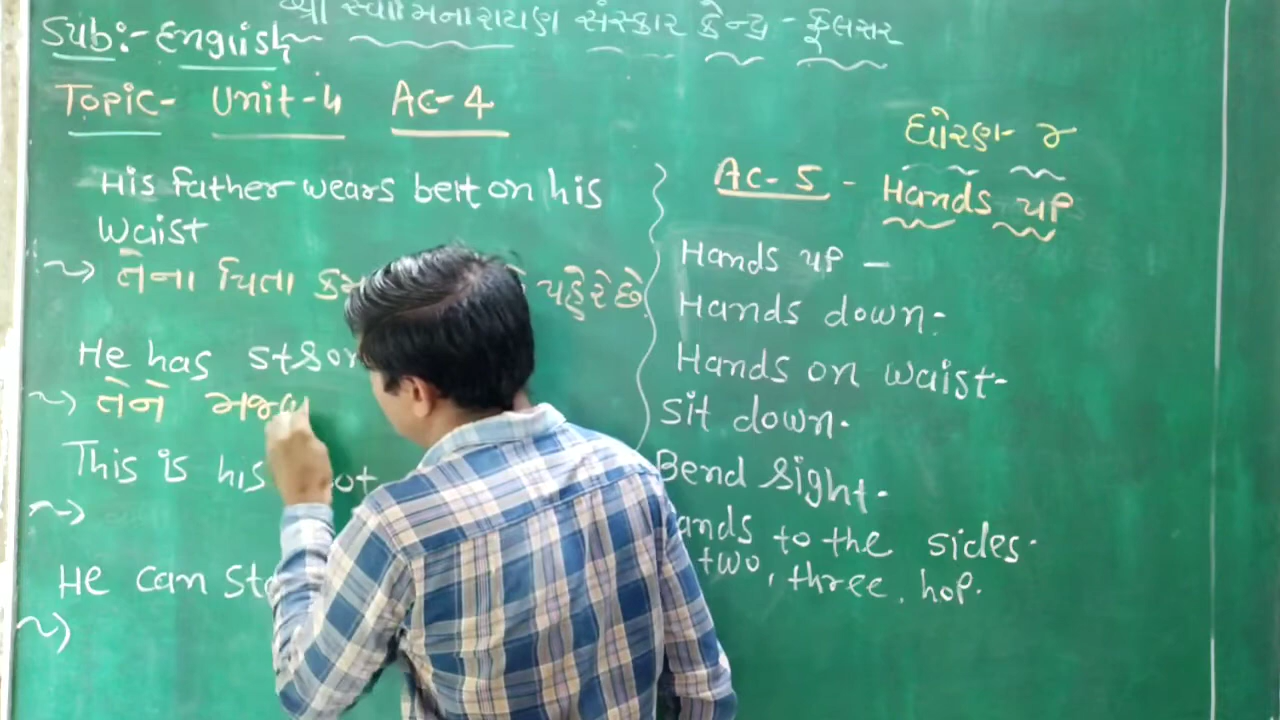 શ્રી સ્વામિનારાયણ સંસ્કાર કેન્દ્ર - ફુલસર
Sub:- English
Topic- Unit-4 AC-4
ધોરણ- ૪
His father wears belt on his
Waist
તેના પિતા પહેરે છે.
He has
તેને મજબ
This is his
He can
AC-5 - Hands up
Hands up -
Hands down-
Hands on waist-
Sit down.
Bend right.
to the sides.
two, three, hop.